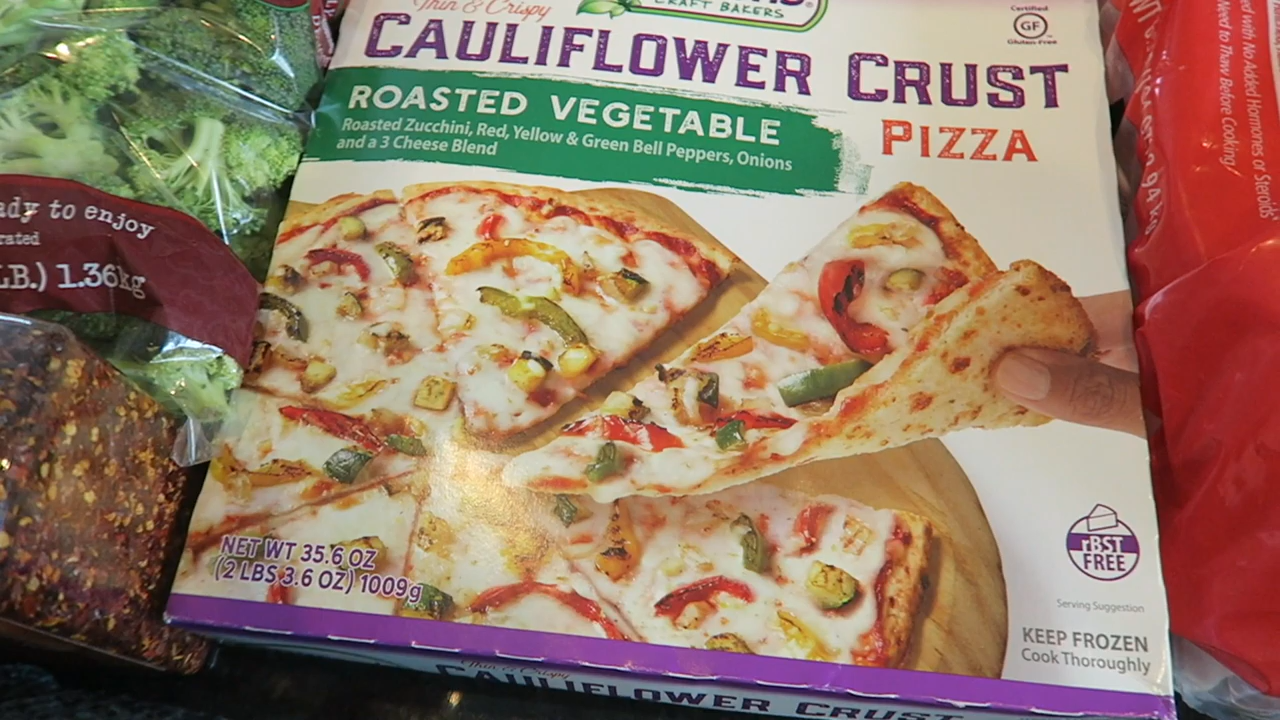 Thin & Crispy
CRAFT BAKERS
CAULIFLOWER CRUST
PIZZA
Certified
GF
Gluten-Free
ROASTED VEGETABLE
Roasted Zucchini, Red, Yellow & Green Bell Peppers, Onions
and a 3 Cheese Blend
NET WT 35.6 OZ
(2 LBS 3.6 OZ) 1009g
rBST
FREE
Serving Suggestion
KEEP FROZEN
Cook Thoroughly
Thin & Crispy
CAULIFLOWER CRUST
ady to enjoy
rated
LB.) 1.36kg
ed with No Added Hormones or Steroids
Need to Thaw Before Cooking